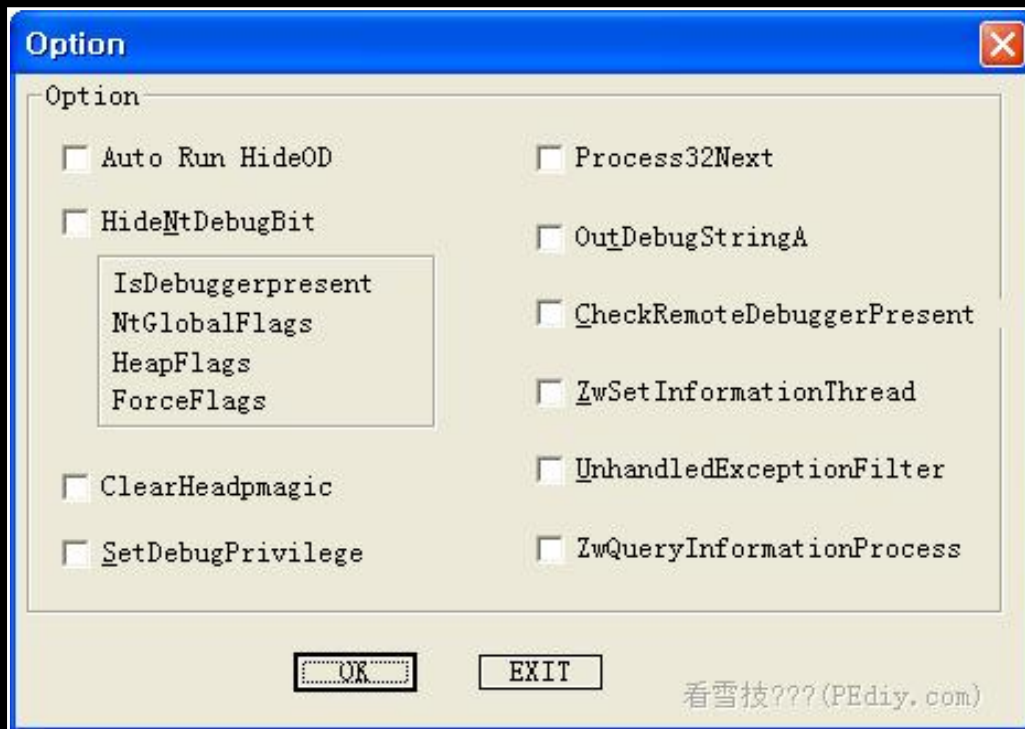 Option
Option
Auto Run HideOD
HideNtDebugBit
IsDebuggerpresent
NtGlobalFlags
HeapFlags
ForceFlags
ClearHeadpmagic
SetDebugPrivilege
Process32Next
OutDebugStringA
CheckRemoteDebuggerPresent
ZwSetInformationThread
UnhandledExceptionFilter
ZwQueryInformationProcess
OK
EXIT
看雪技???(PEdiy.com)